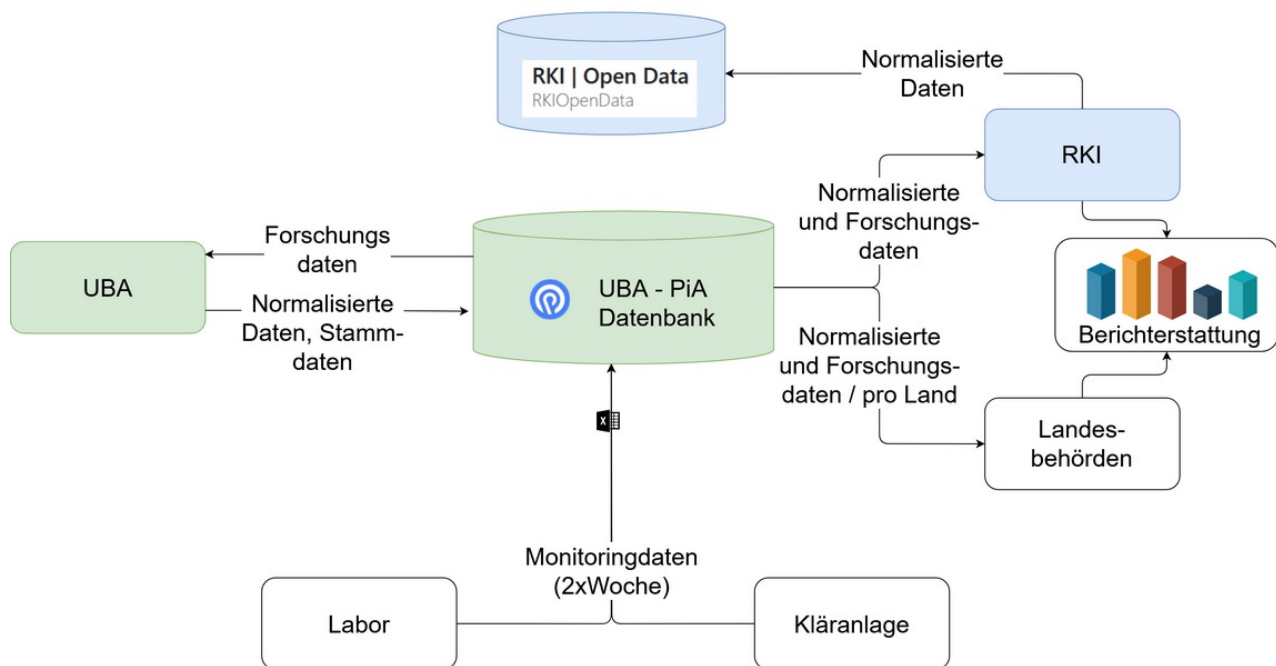 RKI | Open Data
RKIOpenData
Normalisierte
Daten
RKI
Normalisierte
und Forschungs-
daten
Forschungs
daten
UBA
Normalisierte
Daten, Stamm-
daten
UBA - PiA
Datenbank
Berichterstattung
Normalisierte
und Forschungs-
daten / pro Land
X
Landes-
behörden
Monitoringdaten
(2xWoche)
Labor
Kläranlage